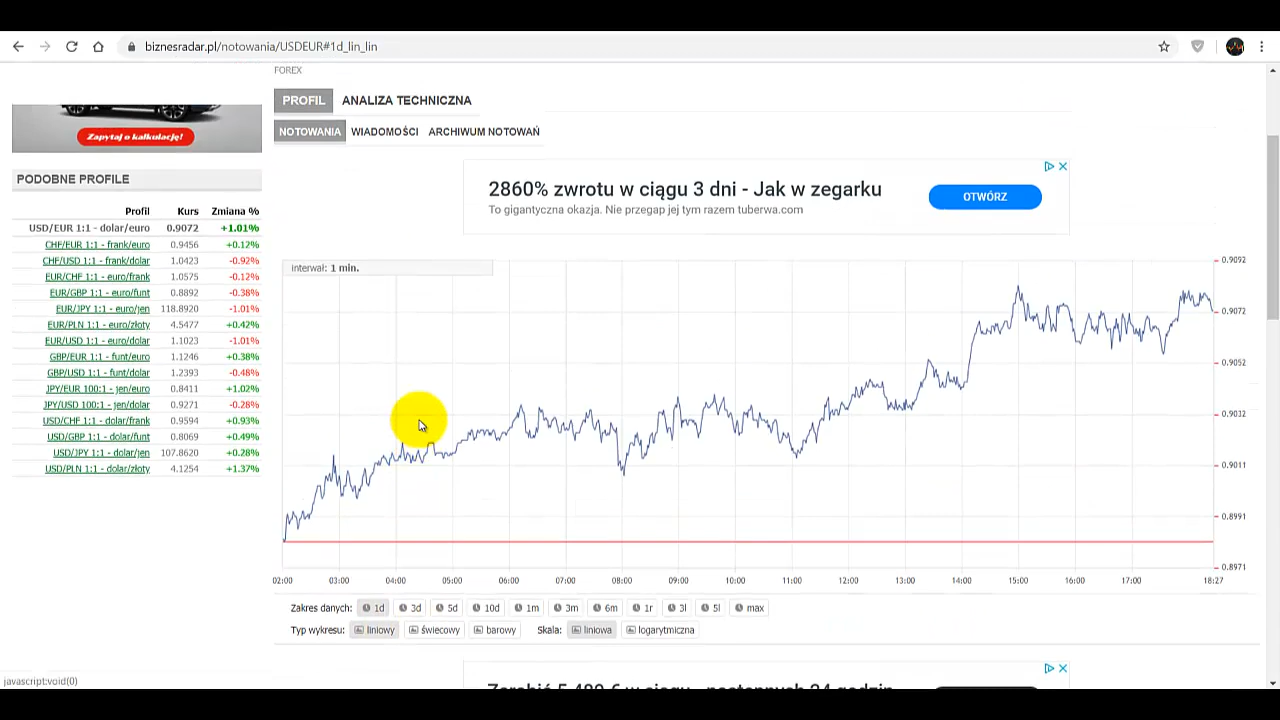 biznesradar.pl/notowania/USDEUR#1d_lin_lin
FOREX
PROFIL ANALIZA TECHNICZNA
NOTOWANIA WIADOMOŚCI ARCHIWUM NOTOWAŃ
Zapytaj o kalkulację!
PODOBNE PROFILE
Profil Kurs Zmiana %
USD/EUR 1:1 - dolar/euro 0.9072 +1.01%
CHF/EUR 1:1 - frank/euro 0.9456 +0.12%
CHF/USD 1:1 - frank/dolar 1.0423 -0.92%
EUR/CHF 1:1 - euro/frank 1.0575 -0.12%
EUR/GBP 1:1 - euro/funt 0.8892 -0.38%
EUR/JPY 1:1 - euro/jen 118.8920 -1.01%
EUR/PLN 1:1 - euro/złoty 4.5477 +0.42%
EUR/USD 1:1 - euro/dolar 1.1023 -1.01%
GBP/EUR 1:1 - funt/euro 1.1246 +0.38%
GBP/USD 1:1 - funt/dolar 1.2393 -0.48%
JPY/EUR 100:1 - jen/euro 0.8411 +1.02%
JPY/USD 100:1 - jen/dolar 0.9271 -0.28%
USD/CHF 1:1 - dolar/frank 0.9594 +0.93%
USD/GBP 1:1 - dolar/funt 0.8069 +0.49%
USD/JPY 1:1 - dolar/jen 107.8620 +0.28%
USD/PLN 1:1 - dolar/złoty 4.1254 +1.37%
2860% zwrotu w ciągu 3 dni - Jak w zegarku
To gigantyczna okazja. Nie przegap jej tym razem tuberwa.com
OTWÓRZ
interwał: 1 min.
0.9092
0.9072
0.9052
0.9032
0.9011
0.8991
0.8971
02:00 03:00 04:00 05:00 06:00 07:00 08:00 09:00 10:00 11:00 12:00 13:00 14:00 15:00 16:00 17:00 18:27
Zakres danych: 1d 3d 5d 10d 1m 3m 6m 1r 3l 5l max
Typ wykresu: liniowy świecowy barowy Skala: liniowa logarytmiczna
javascript:void(0)